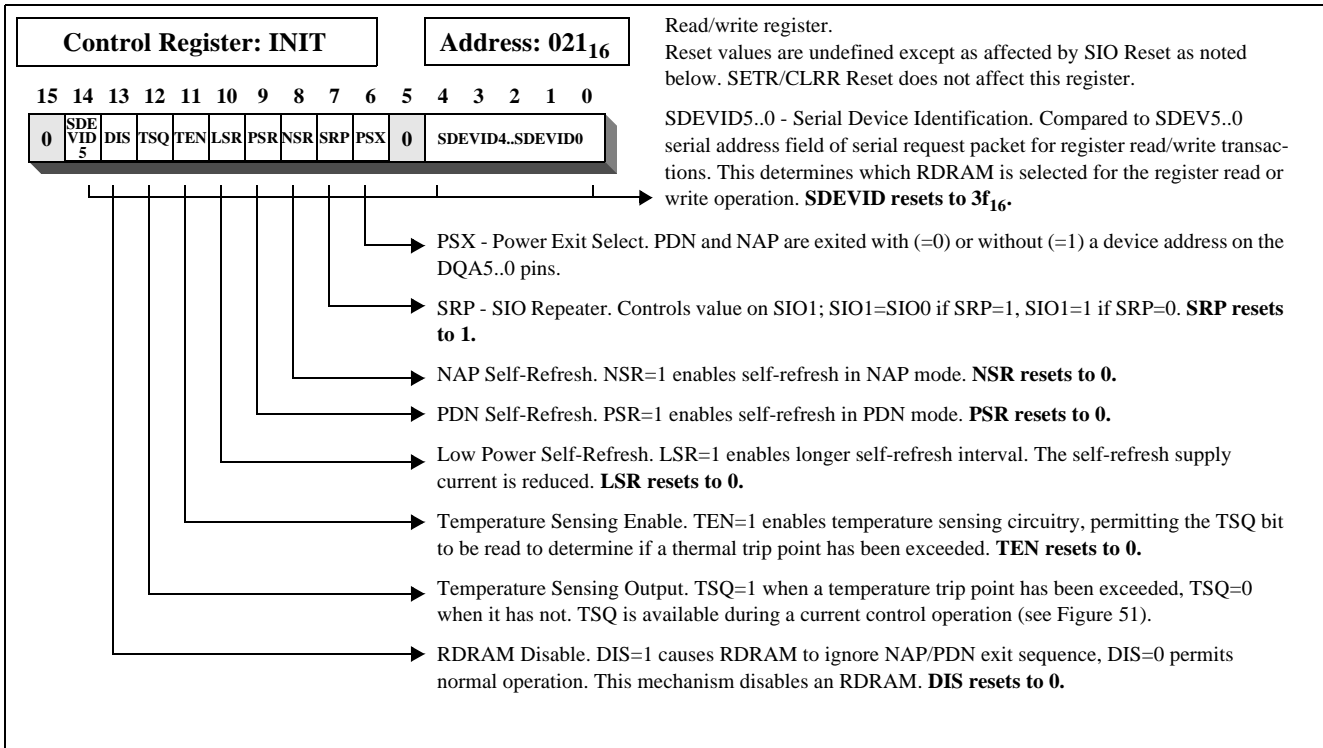 Control Register: INIT
Address: 021₁₆
Read/write register.
Reset values are undefined except as affected by SIO Reset as noted
below. SETR/CLRR Reset does not affect this register.
15 14 13 12 11 10 9 8 7 6 5 4 3 2 1 0
0 SDE VID 5 DIS TSQ TEN LSR PSR NSR SRP PSX 0 SDEVID4..SDEVID0
SDEVID5..0 - Serial Device Identification. Compared to SDEV5..0
serial address field of serial request packet for register read/write transac-
tions. This determines which RDRAM is selected for the register read or
write operation. SDEVID resets to 3f₁₆.
PSX - Power Exit Select. PDN and NAP are exited with (=0) or without (=1) a device address on the
DQA5..0 pins.
SRP - SIO Repeater. Controls value on SIO1; SIO1=SIO0 if SRP=1, SIO1=1 if SRP=0. SRP resets
to 1.
NAP Self-Refresh. NSR=1 enables self-refresh in NAP mode. NSR resets to 0.
PDN Self-Refresh. PSR=1 enables self-refresh in PDN mode. PSR resets to 0.
Low Power Self-Refresh. LSR=1 enables longer self-refresh interval. The self-refresh supply
current is reduced. LSR resets to 0.
Temperature Sensing Enable. TEN=1 enables temperature sensing circuitry, permitting the TSQ bit
to be read to determine if a thermal trip point has been exceeded. TEN resets to 0.
Temperature Sensing Output. TSQ=1 when a temperature trip point has been exceeded, TSQ=0
when it has not. TSQ is available during a current control operation (see Figure 51).
RDRAM Disable. DIS=1 causes RDRAM to ignore NAP/PDN exit sequence, DIS=0 permits
normal operation. This mechanism disables an RDRAM. DIS resets to 0.